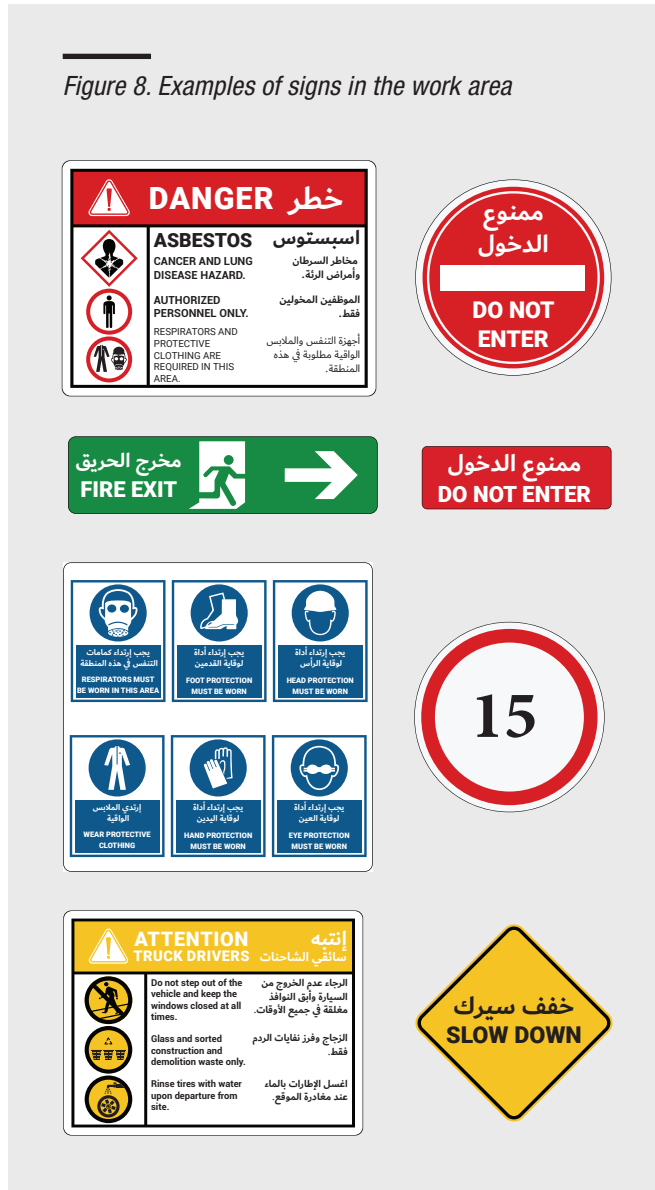 Figure 8. Examples of signs in the work area
DANGER خطر
ASBESTOS
CANCER AND LUNG
DISEASE HAZARD.
AUTHORIZED
PERSONNEL ONLY.
RESPIRATORS AND
PROTECTIVE
CLOTHING ARE
REQUIRED IN THIS
AREA.
اسبستوس
مخاطر السرطان
وأمراض الرئة.
الموظفين المخولين
فقط.
أجهزة التنفس والملابس
الواقية مطلوبة في هذه
المنطقة.
ممنوع
الدخول
DO NOT
ENTER
مخرج الحريق
FIRE EXIT
ممنوع الدخول
DO NOT ENTER
يجب إرتداء كمامات
التنفس في هذه المنطقة
RESPIRATORS MUST
BE WORN IN THIS AREA
يجب إرتداء أداة
لوقاية القدمين
FOOT PROTECTION
MUST BE WORN
يجب إرتداء أداة
لوقاية الرأس
HEAD PROTECTION
MUST BE WORN
إرتدي الملابس
الواقية
WEAR PROTECTIVE
CLOTHING
يجب إرتداء أداة
لوقاية اليدين
HAND PROTECTION
MUST BE WORN
يجب إرتداء أداة
لوقاية العين
EYE PROTECTION
MUST BE WORN
15
ATTENTION إنتبه
TRUCK DRIVERS سائقي الشاحنات
Do not step out of the
vehicle and keep the
windows closed at all
times.
Glass and sorted
construction and
demolition waste only.
Rinse tires with water
upon departure from
site.
الرجاء عدم الخروج من
السيارة وأبق النوافذ
مغلقة في جميع الأوقات.
الزجاج وفرز نفايات الردم
فقط.
اغسل الإطارات بالماء
عند مغادرة الموقع.
خفف سيرك
SLOW DOWN